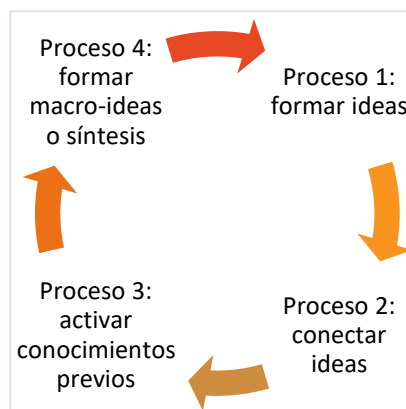 Proceso 1:
formar ideas
Proceso 2:
conectar
ideas
Proceso 3:
activar
conocimientos
previos
Proceso 4:
formar
macro-ideas
o síntesis